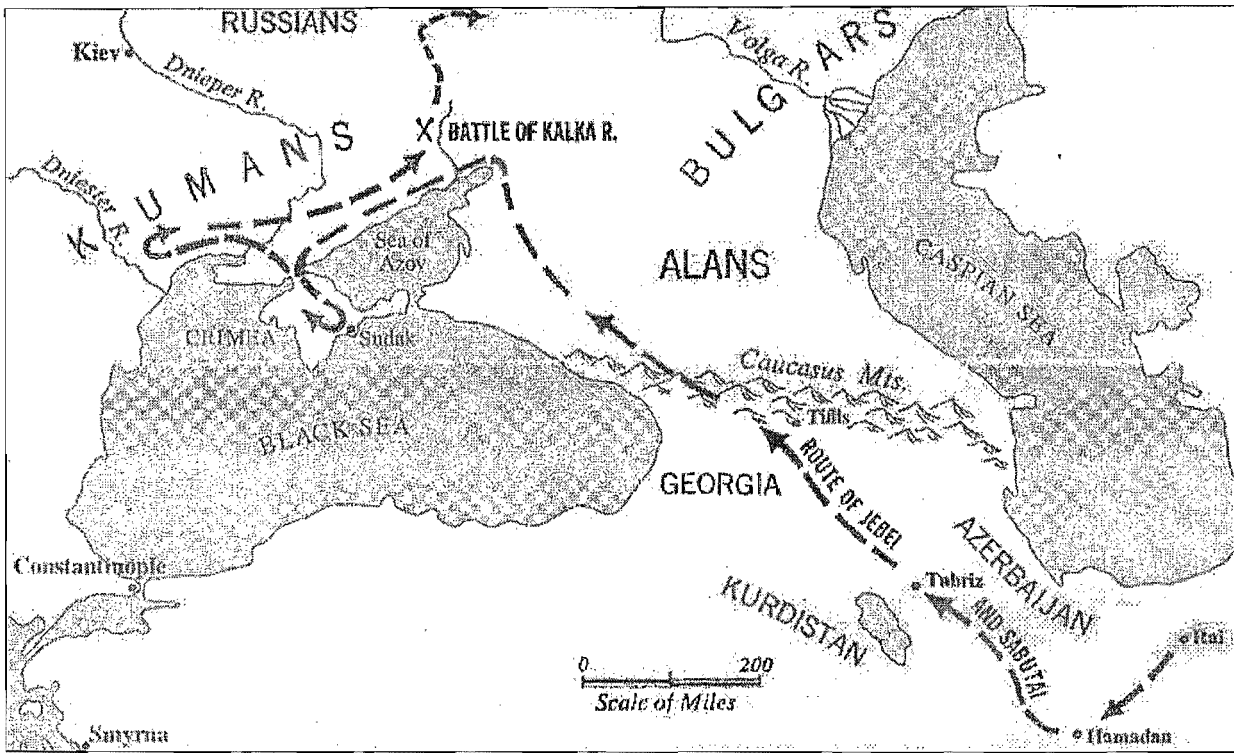 RUSSIANS
Kiev
Dnieper R.
Volga R.
BULGARS
X BATTLE OF KALKA R.
KUMANS
Dniester R.
Sea of
Azov
ALANS
CASPIAN SEA
CRIMEA
Sudak
Caucasus Mts.
Tiflis
BLACK SEA
GEORGIA
ROUTE OF JEBEI
AND SABUTAI
AZERBAIJAN
Constantinople
Tabriz
KURDISTAN
0 200
Scale of Miles
Hamadan
Smyrna